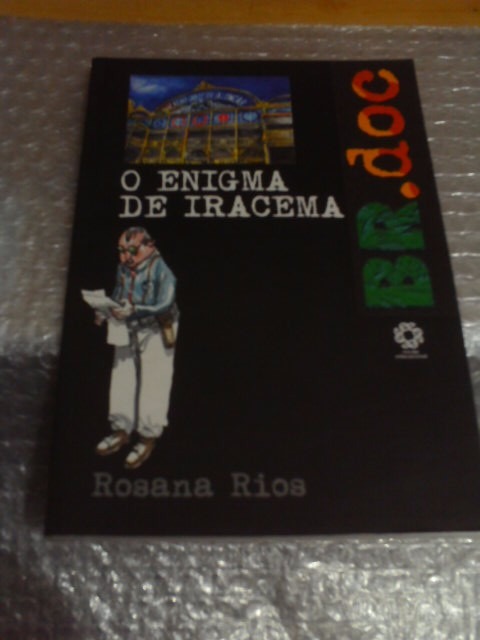 O ENIGMA
DE IRACEMA
BR.doc
Rosana Rios